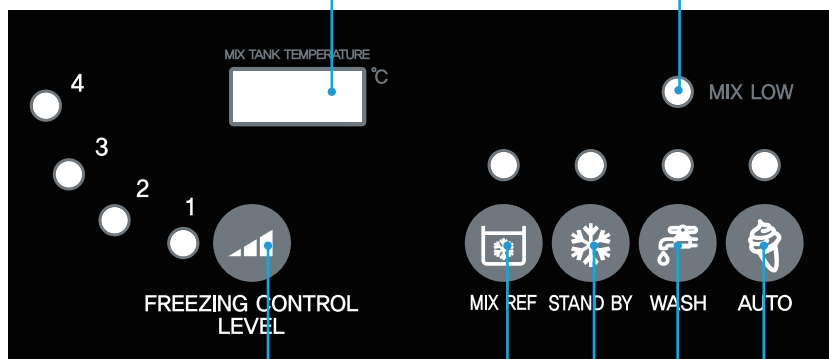 MIX TANK TEMPERATURE
°C
4
MIX LOW
3
2
1
FREEZING CONTROL
LEVEL
MIX REF
STAND BY
WASH
AUTO